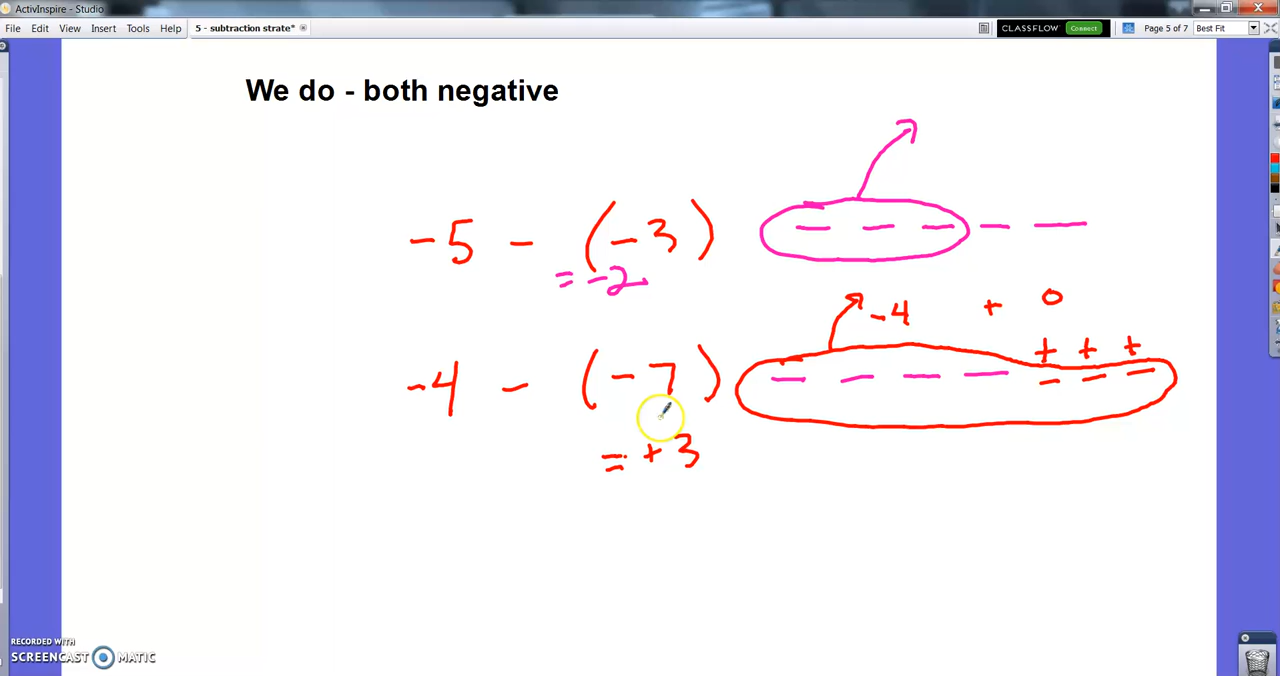 ActivInspire - Studio
File Edit View Insert Tools Help 5 - subtraction strate* CLASSFLOW Connect Page 5 of 7 Best Fit
We do - both negative
-5 - (-3)
= -2
-4 + 0
+ + +
-4 - (-7)
= +3
RECORDED WITH
SCREENCAST MATIC